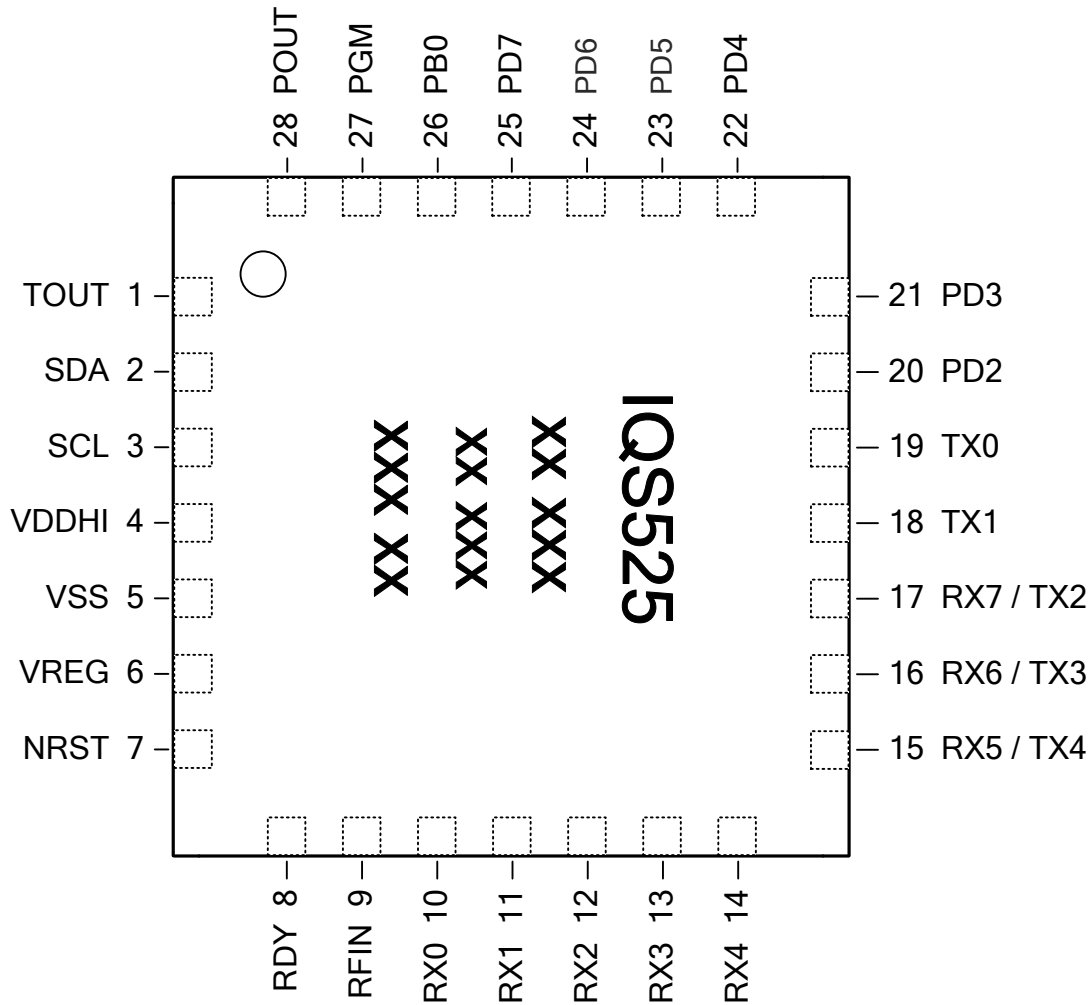 28 POUT
27 PGM
26 PB0
25 PD7
24 PD6
23 PD5
22 PD4
TOUT 1
SDA 2
SCL 3
VDDHI 4
VSS 5
VREG 6
NRST 7
IQS525
XX XXX XX
XXX XX XX
XX XXX
21 PD3
20 PD2
19 TX0
18 TX1
17 RX7 / TX2
16 RX6 / TX3
15 RX5 / TX4
RDY 8
RFIN 9
RX0 10
RX1 11
RX2 12
RX3 13
RX4 14